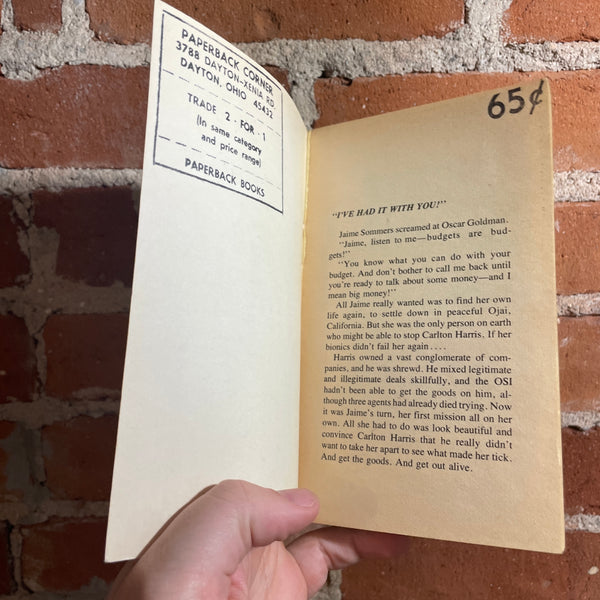 PAPERBACK CORNER
3788 DAYTON-XENIA RD
DAYTON, OHIO 45432
TRADE 2-FOR-1
(In same category
and price range)
PAPERBACK BOOKS
65¢
"I'VE HAD IT WITH YOU!"
Jaime Sommers screamed at Oscar Goldman.
"Jaime, listen to me—budgets are bud-
gets!"
"You know what you can do with your
budget. And don't bother to call me back until
you're ready to talk about some money—and I
mean big money!"
All Jaime really wanted was to find her own
life again, to settle down in peaceful Ojai,
California. But she was the only person on earth
who might be able to stop Carlton Harris. If her
bionics didn't fail her again . . . .
Harris owned a vast conglomerate of com-
panies, and he was shrewd. He mixed legitimate
and illegitimate deals skillfully, and the OSI
hadn't been able to get the goods on him, al-
though three agents had already died trying. Now
it was Jaime's turn, her first mission all on her
own. All she had to do was look beautiful and
convince Carlton Harris that he really didn't
want to take her apart to see what made her tick.
And get the goods. And get out alive.